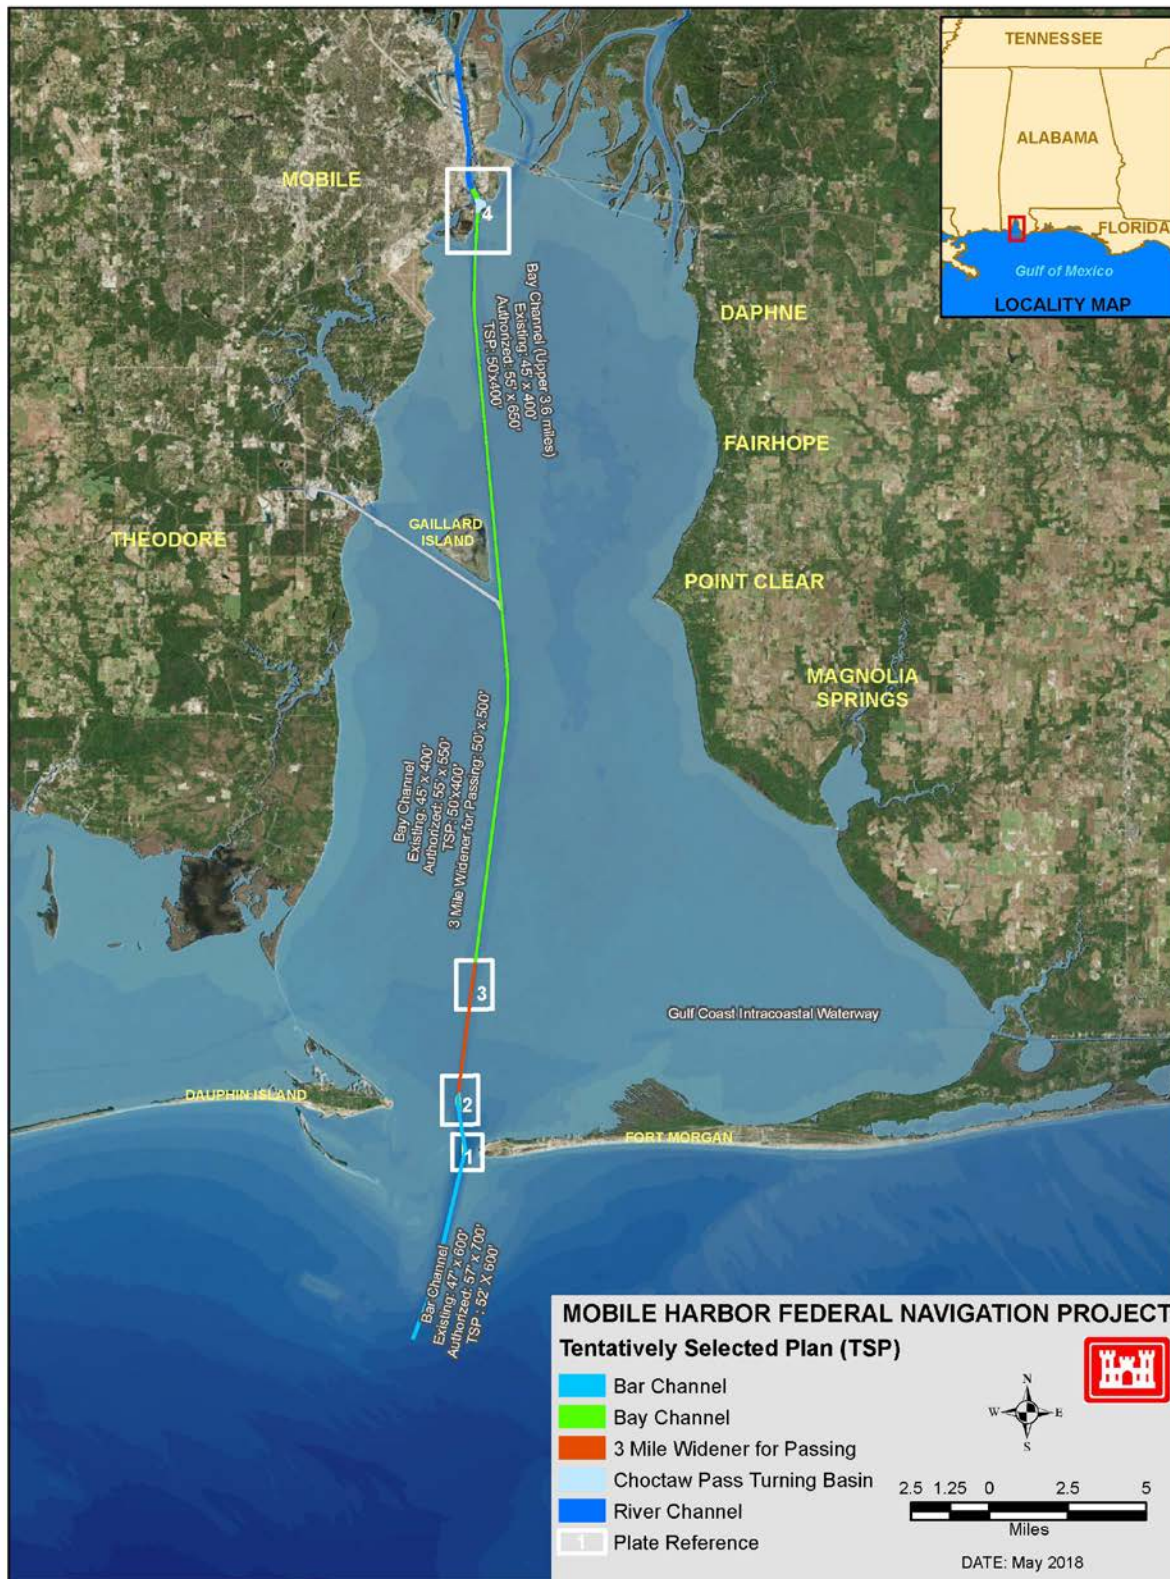 TENNESSEE
ALABAMA
FLORIDA
Gulf of Mexico
LOCALITY MAP
MOBILE
4
Bay Channel (Upper 3.6 miles)
Existing: 45' x 400'
Authorized: 55' x 650'
TSP: 50'x400'
DAPHNE
FAIRHOPE
GAILLARD
ISLAND
THEODORE
POINT CLEAR
MAGNOLIA
SPRINGS
Bay Channel
Existing: 45' x 400'
Authorized: 55' x 550'
TSP: 50'x400'
3 Mile Widener for Passing: 50' x 500'
3
Gulf Coast Intracoastal Waterway
DAUPHIN ISLAND
2
FORT MORGAN
1
Bar Channel
Existing: 47' x 600'
Authorized: 57' x 700'
TSP : 52' X 600'
MOBILE HARBOR FEDERAL NAVIGATION PROJECT
Tentatively Selected Plan (TSP)
Bar Channel
Bay Channel
3 Mile Widener for Passing
Choctaw Pass Turning Basin
River Channel
1 Plate Reference
N
W E
S
2.5 1.25 0 2.5 5
Miles
DATE: May 2018